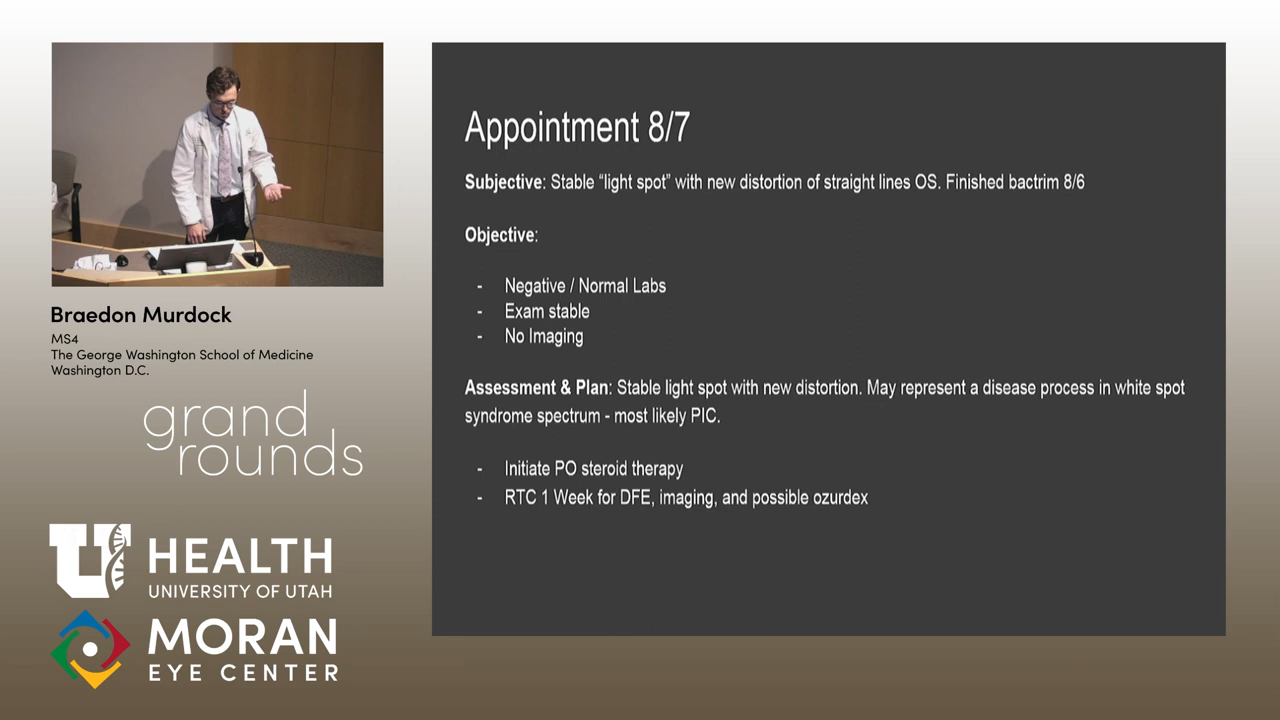 Appointment 8/7
Subjective: Stable “light spot” with new distortion of straight lines OS. Finished bactrim 8/6
Objective:
- Negative / Normal Labs
- Exam stable
- No Imaging
Assessment & Plan: Stable light spot with new distortion. May represent a disease process in white spot
syndrome spectrum - most likely PIC.
- Initiate PO steroid therapy
- RTC 1 Week for DFE, imaging, and possible ozurdex
Braedon Murdock
MS4
The George Washington School of Medicine
Washington D.C.
grand
rounds
U HEALTH
UNIVERSITY OF UTAH
MORAN
EYE CENTER